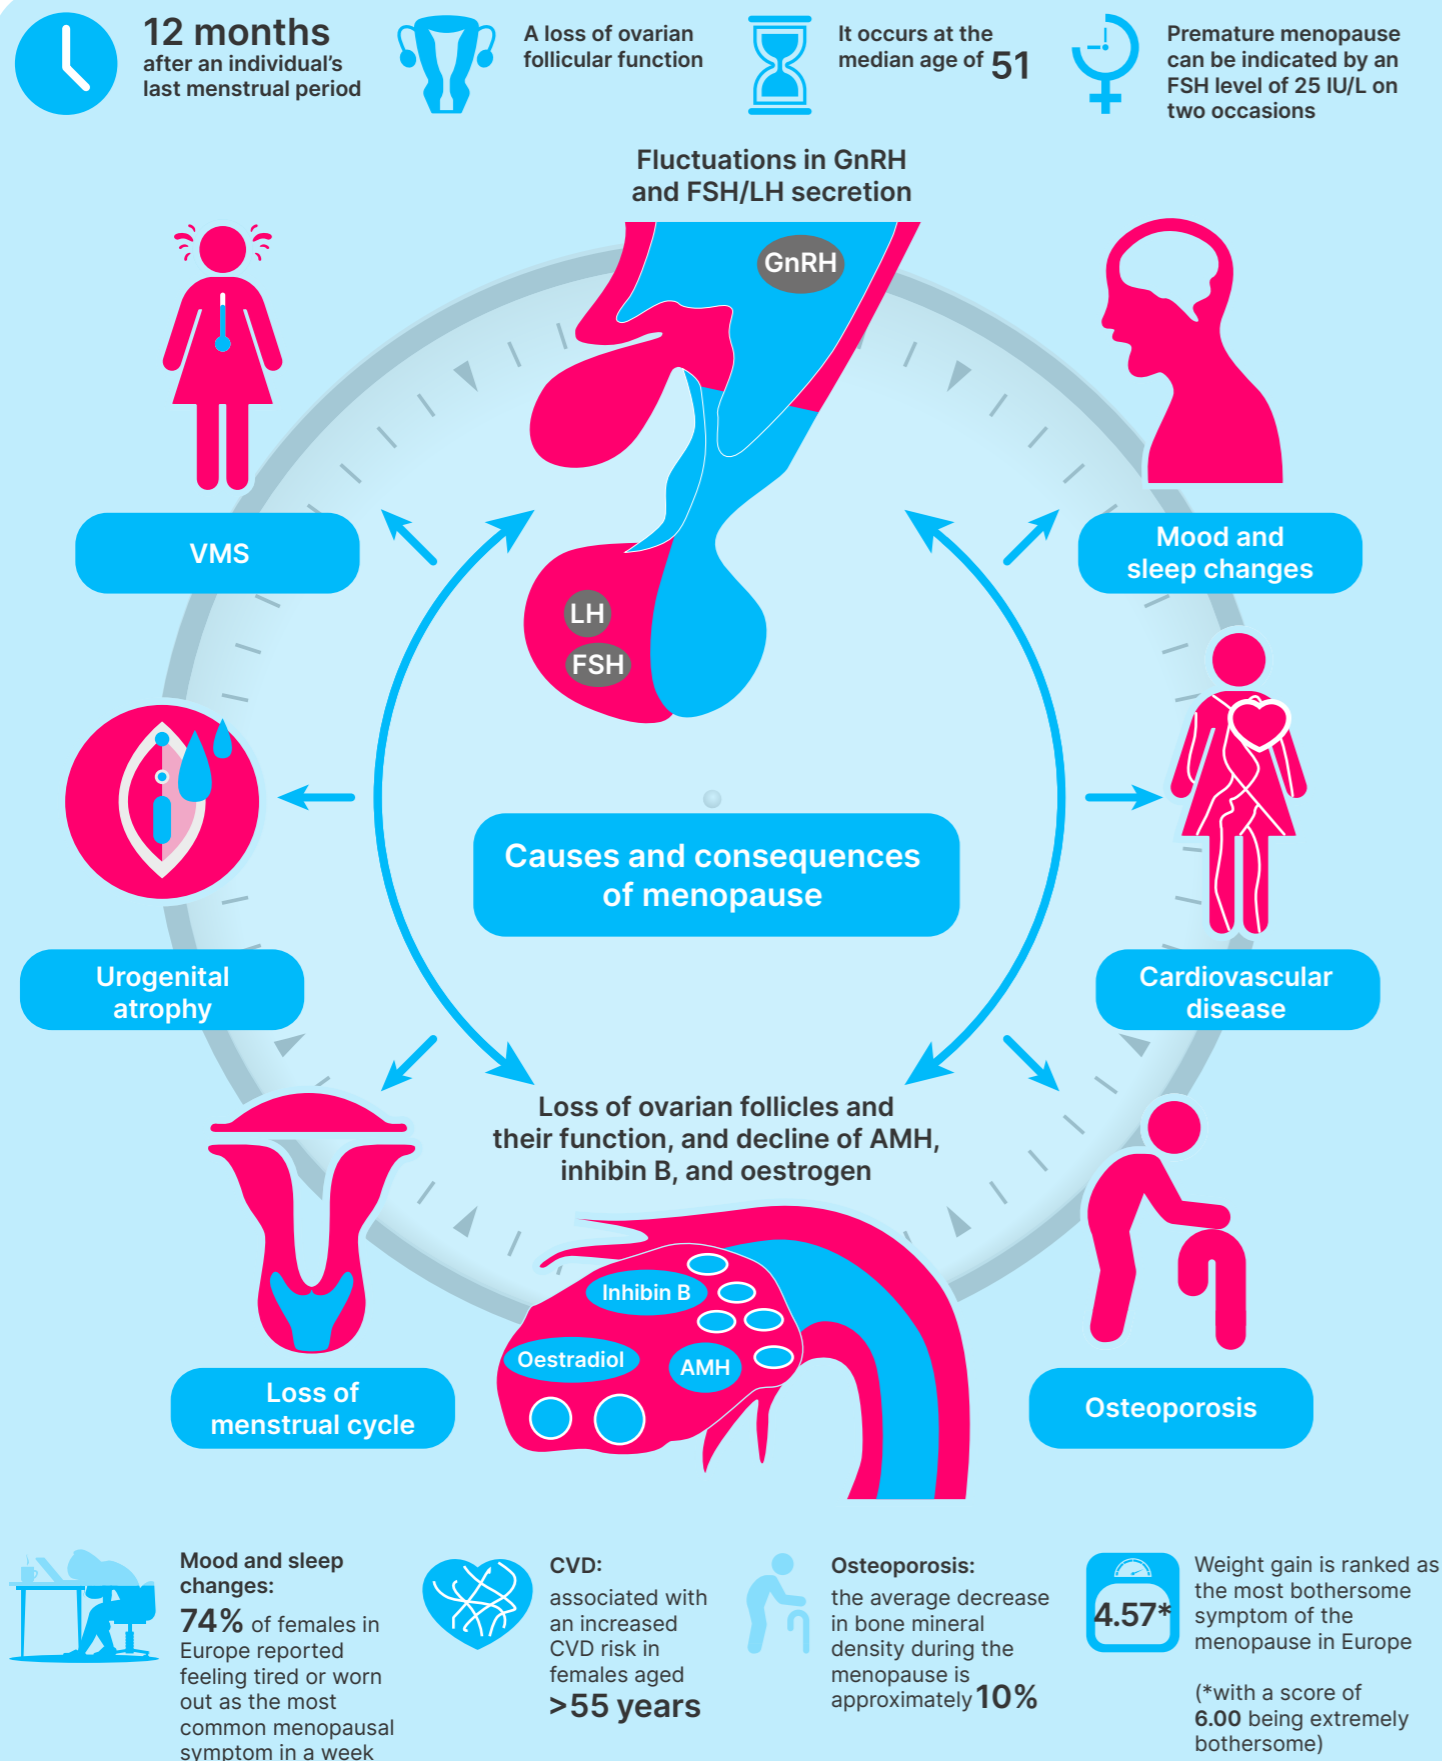 12 months
after an individual's
last menstrual period
A loss of ovarian
follicular function
It occurs at the
median age of 51
Premature menopause
can be indicated by an
FSH level of 25 IU/L on
two occasions
Fluctuations in GnRH
and FSH/LH secretion
GnRH
VMS
Mood and
sleep changes
LH
FSH
Causes and consequences
of menopause
Urogenital
atrophy
Cardiovascular
disease
Loss of ovarian follicles and
their function, and decline of AMH,
inhibin B, and oestrogen
Inhibin B
Oestradiol
AMH
Loss of
menstrual cycle
Osteoporosis
Mood and sleep
changes:
74% of females in
Europe reported
feeling tired or worn
out as the most
common menopausal
symptom in a week
CVD:
associated with
an increased
CVD risk in
females aged
>55 years
Osteoporosis:
the average decrease
in bone mineral
density during the
menopause is
approximately 10%
4.57*
Weight gain is ranked as
the most bothersome
symptom of the
menopause in Europe
(*with a score of
6.00 being extremely
bothersome)